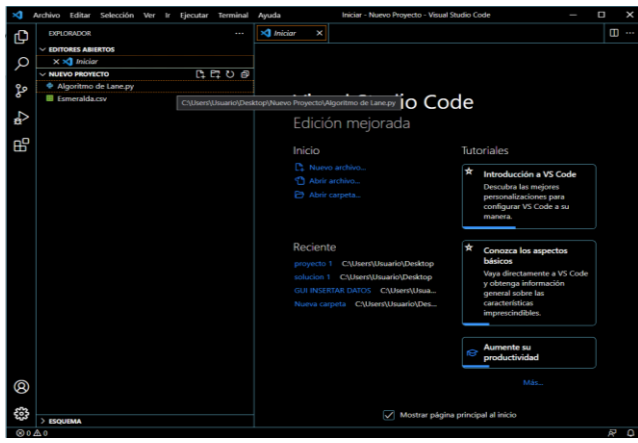 Archivo Editar Selección Ver Ir Ejecutar Terminal Ayuda Iniciar - Nuevo Proyecto - Visual Studio Code
EXPLORADOR
EDITORES ABIERTOS
Iniciar
NUEVO PROYECTO
Algoritmo de Lane.py
Esmeralda.csv
Iniciar
C:\Users\Usuario\Desktop\Nuevo Proyecto\Algoritmo de Lane.py
io Code
Edición mejorada
Inicio
Nuevo archivo...
Abrir archivo...
Abrir carpeta...
Reciente
proyecto 1 C:\Users\Usuario\Desktop
solucion 1 C:\Users\Usuario\Desktop
GUI INSERTAR DATOS C:\Users\Usua...
Nueva carpeta C:\Users\Usuario\Des...
Tutoriales
Introducción a VS Code
Descubra las mejores
personalizaciones para
configurar VS Code a su
manera.
Conozca los aspectos
básicos
Vaya directamente a VS Code
y obtenga información
general sobre las
características
imprescindibles.
Aumente su
productividad
Más...
Mostrar página principal al inicio
ESQUEMA
0 0